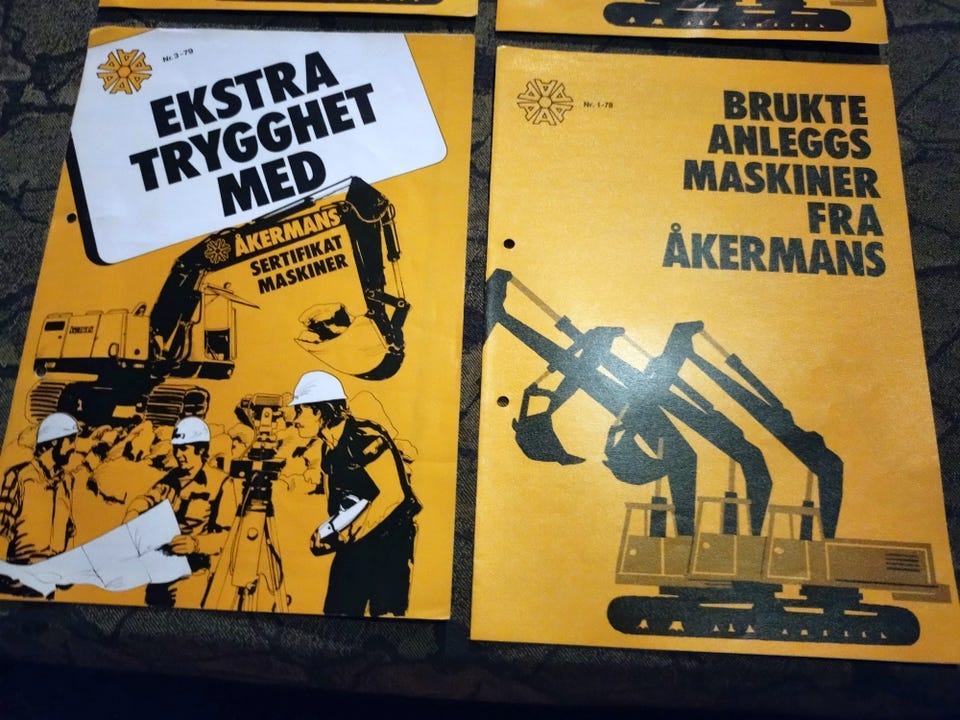 Nr. 3-79
EKSTRA
TRYGGHET
MED
ÅKERMANS
SERTIFIKAT
MASKINER
Nr. 1-78
BRUKTE
ANLEGGS
MASKINER
FRA
ÅKERMANS